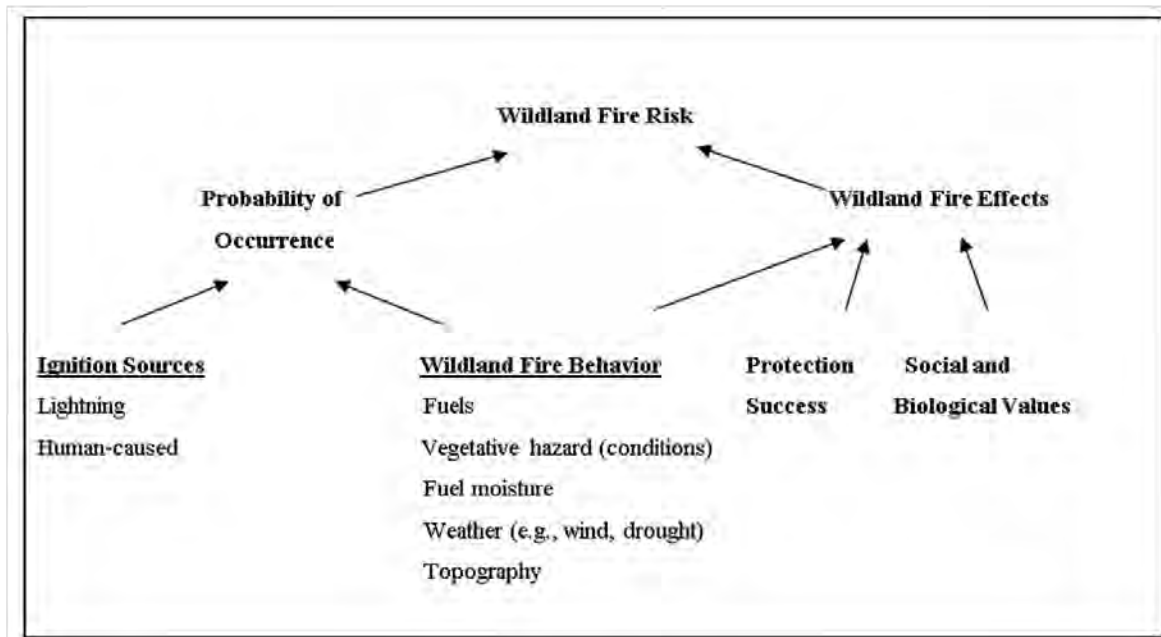 Wildland Fire Risk
Probability of
Occurrence
Wildland Fire Effects
Ignition Sources
Lightning
Human-caused
Wildland Fire Behavior
Fuels
Vegetative hazard (conditions)
Fuel moisture
Weather (e.g., wind, drought)
Topography
Protection
Success
Social and
Biological Values